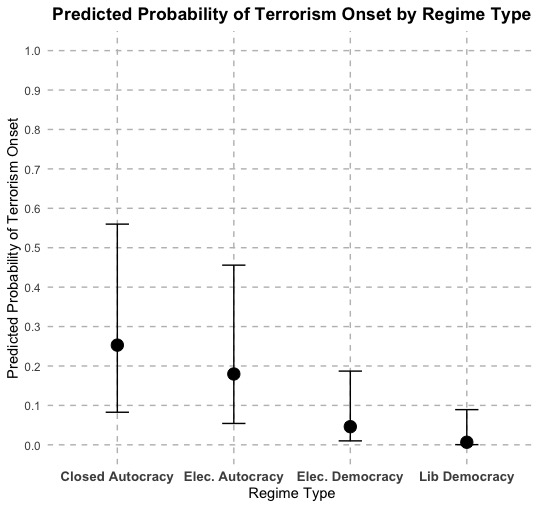 Predicted Probability of Terrorism Onset by Regime Type
Predicted Probability of Terrorism Onset
1.0
0.9
0.8
0.7
0.6
0.5
0.4
0.3
0.2
0.1
0.0
Closed Autocracy Elec. Autocracy Elec. Democracy Lib Democracy
Regime Type